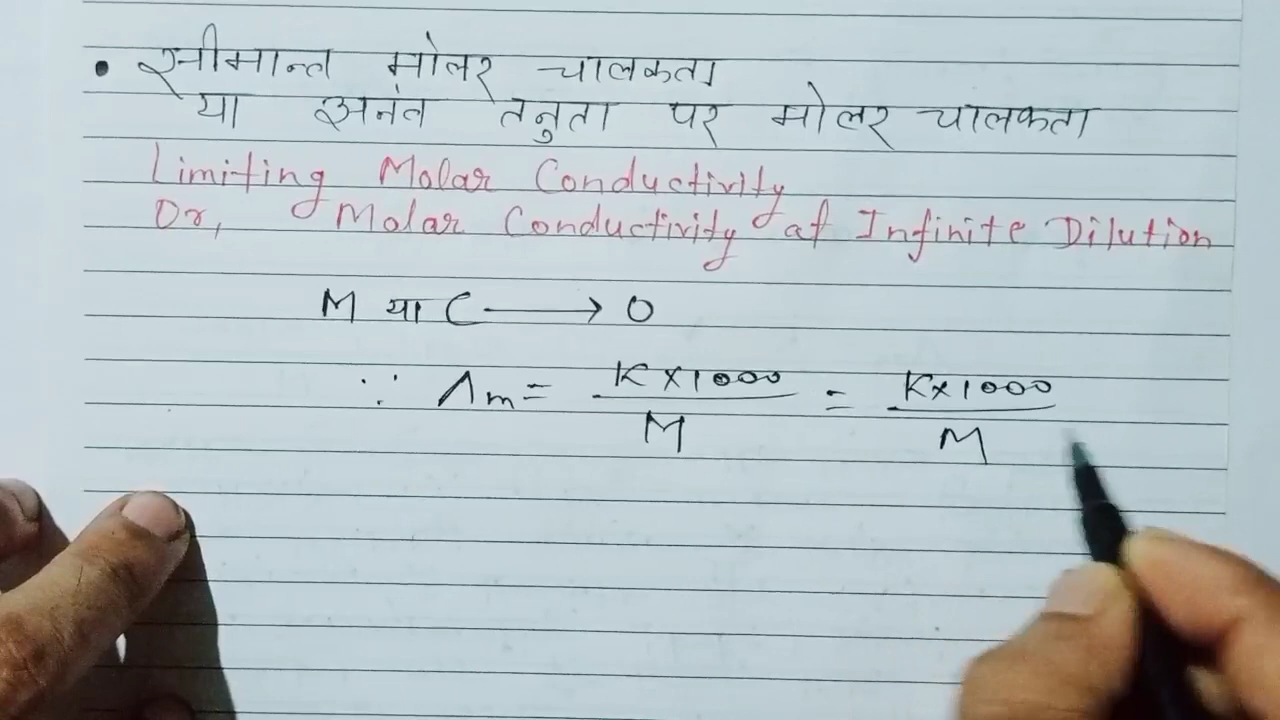 • सीमान्त मोलर चालकता
या अनंत तनुता पर मोलर चालकता
Limiting Molar Conductivity
Or, Molar Conductivity at Infinite Dilution
M या C ⟶ 0
∵ Λm = K×1000/M = K×1000/M